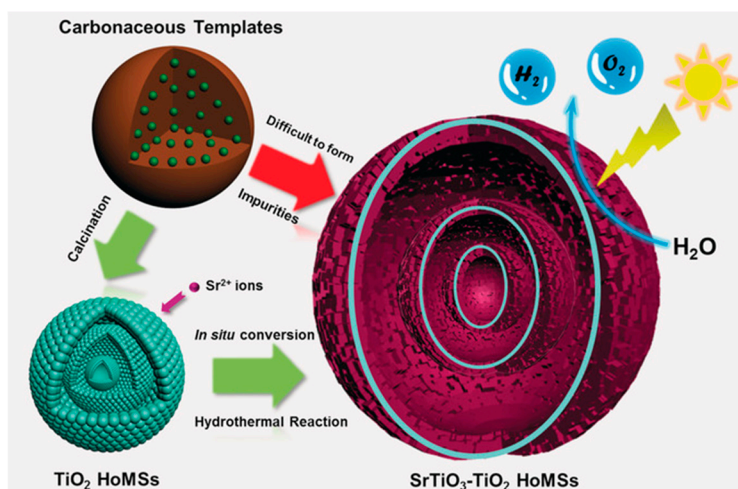 Carbonaceous Templates
H₂
O₂
Difficult to form
Impurities
Calcination
H₂O
Sr²⁺ ions
In situ conversion
Hydrothermal Reaction
TiO₂ HoMSs
SrTiO₃-TiO₂ HoMSs